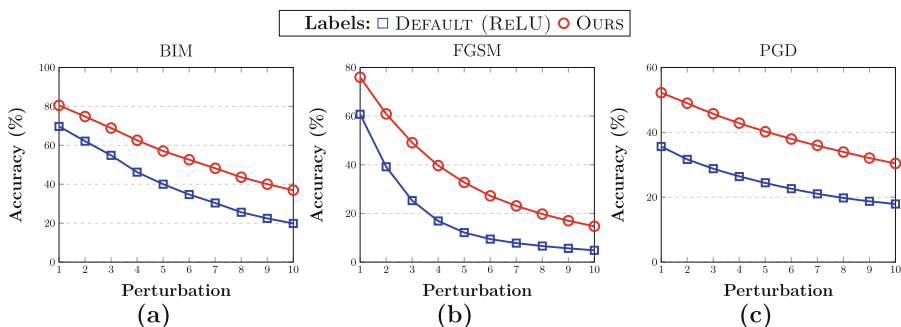 Labels: DEFAULT (RELU) OURS
BIM
100
80
60
40
20
0
Accuracy (%)
1 2 3 4 5 6 7 8 9 10
Perturbation
(a)
FGSM
80
60
40
20
0
Accuracy (%)
1 2 3 4 5 6 7 8 9 10
Perturbation
(b)
PGD
60
40
20
0
Accuracy (%)
1 2 3 4 5 6 7 8 9 10
Perturbation
(c)